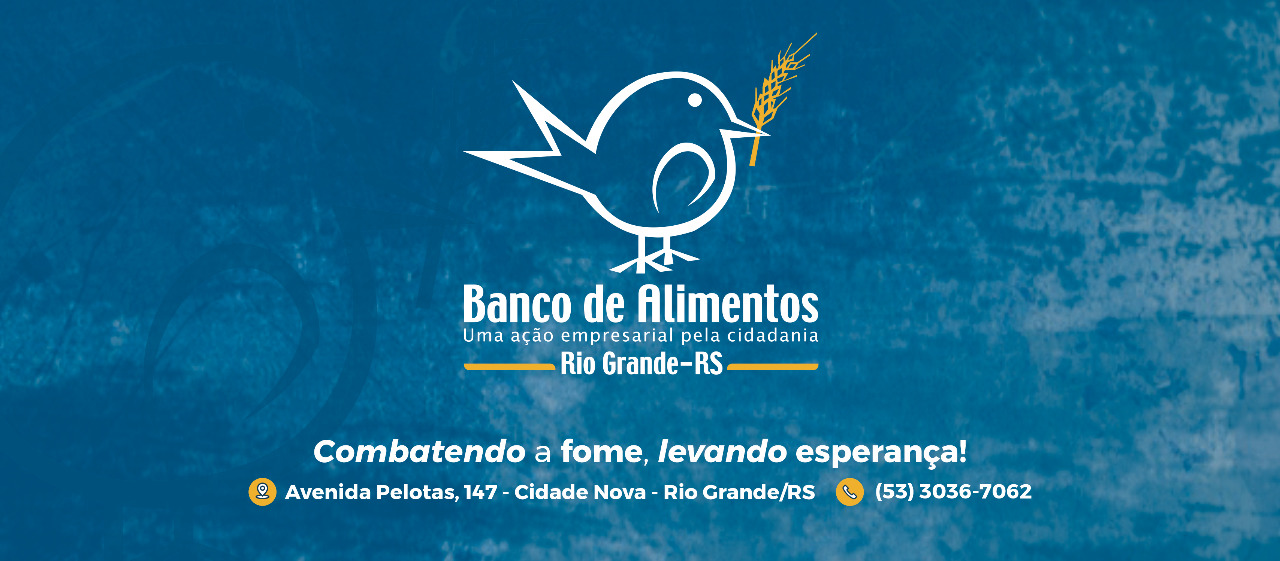 Banco de Alimentos
Uma ação empresarial pela cidadania
Rio Grande-RS
Combatendo a fome, levando esperança!
Avenida Pelotas, 147 - Cidade Nova - Rio Grande/RS
(53) 3036-7062